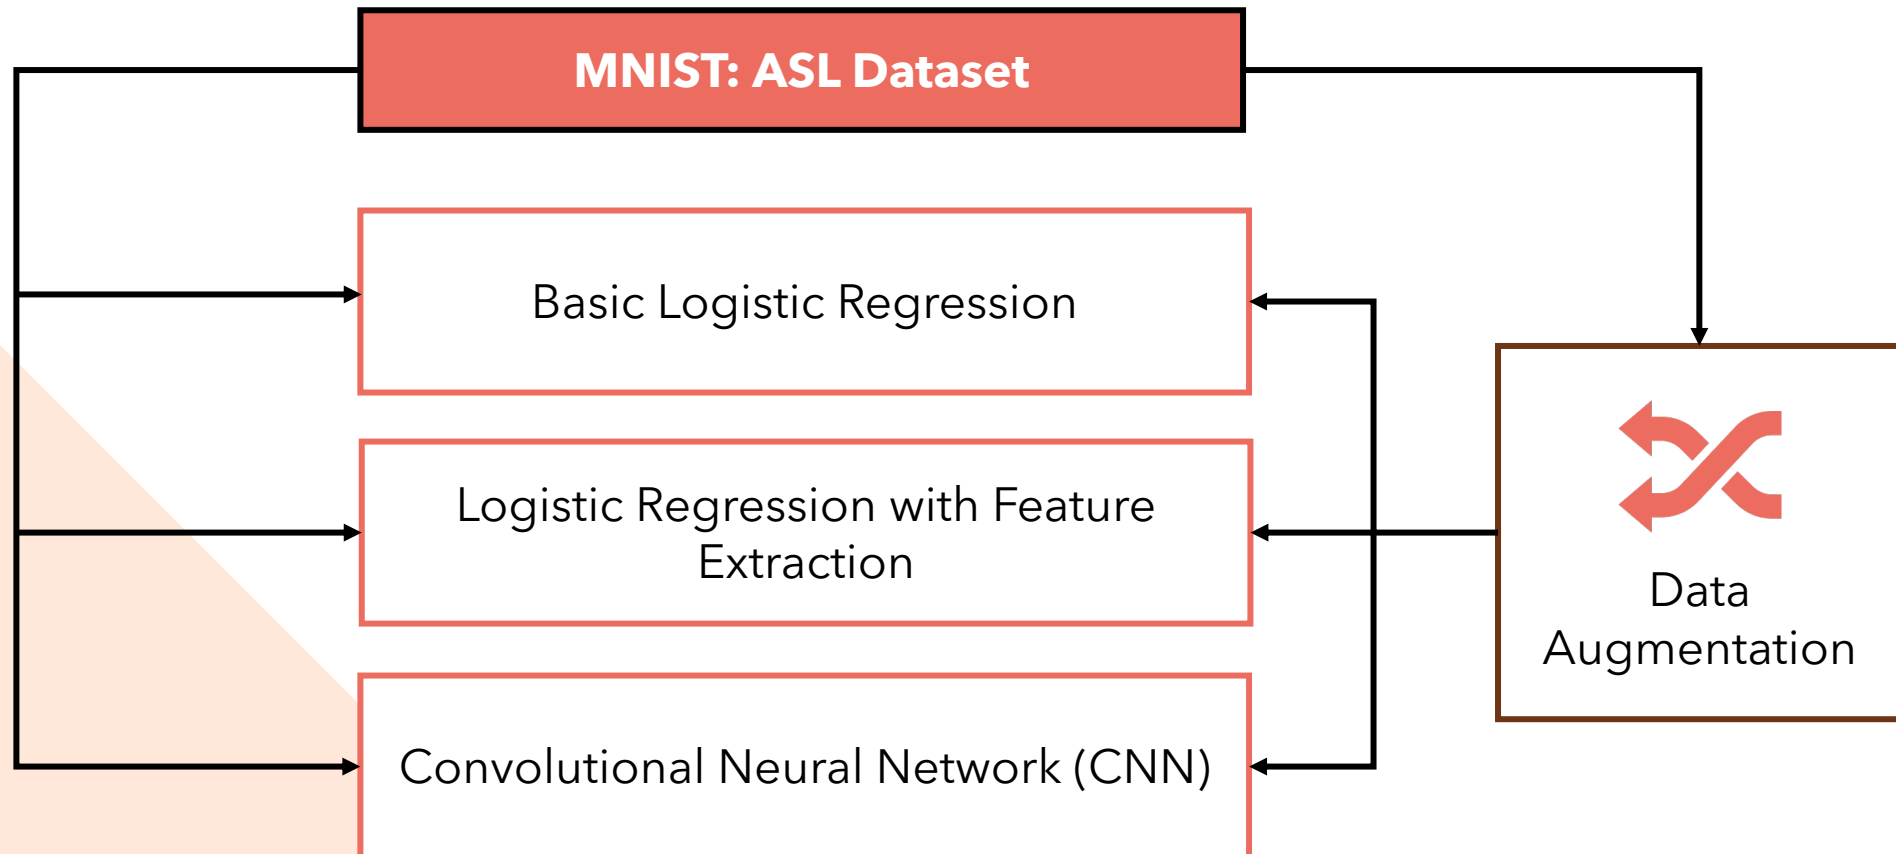 MNIST: ASL Dataset
Basic Logistic Regression
Logistic Regression with Feature
Extraction
Data
Augmentation
Convolutional Neural Network (CNN)